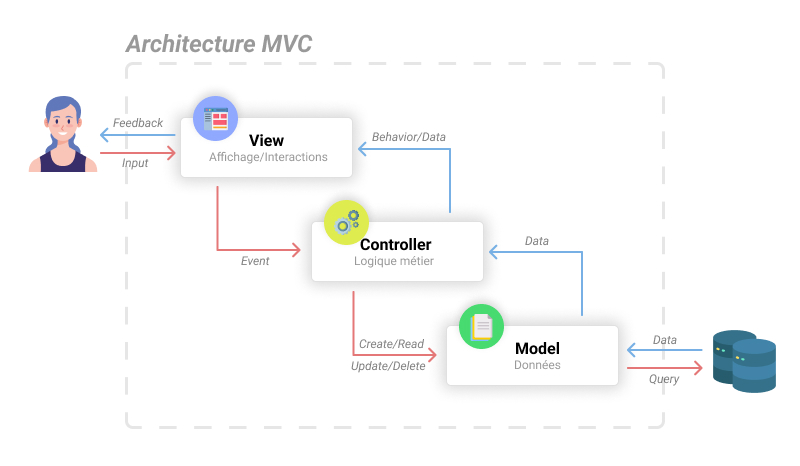 Architecture MVC
Feedback
Input
View
Affichage/Interactions
Behavior/Data
Event
Controller
Logique métier
Data
Create/Read
Update/Delete
Model
Données
Data
Query